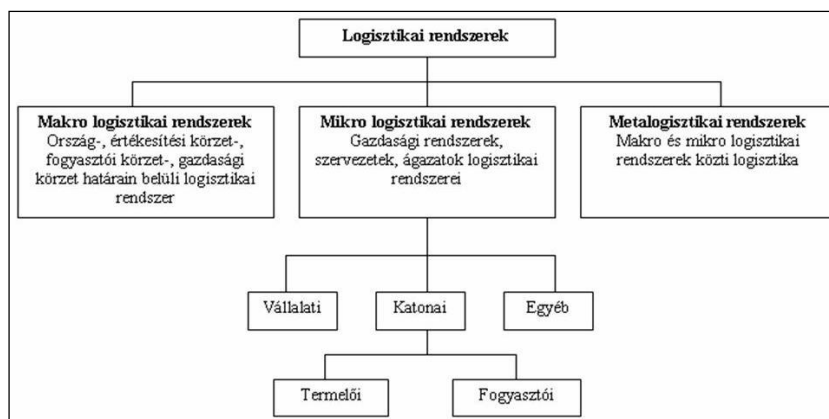 Logisztikai rendszerek
Makro logisztikai rendszerek
Ország-, értékesítési körzet-,
fogyasztói körzet-, gazdasági
körzet határain belüli logisztikai
rendszer
Mikro logisztikai rendszerek
Gazdasági rendszerek,
szervezetek, ágazatok logisztikai
rendszerei
Metalogisztikai rendszerek
Makro és mikro logisztikai
rendszerek közti logisztika
Vállalati
Katonai
Egyéb
Termelői
Fogyasztói